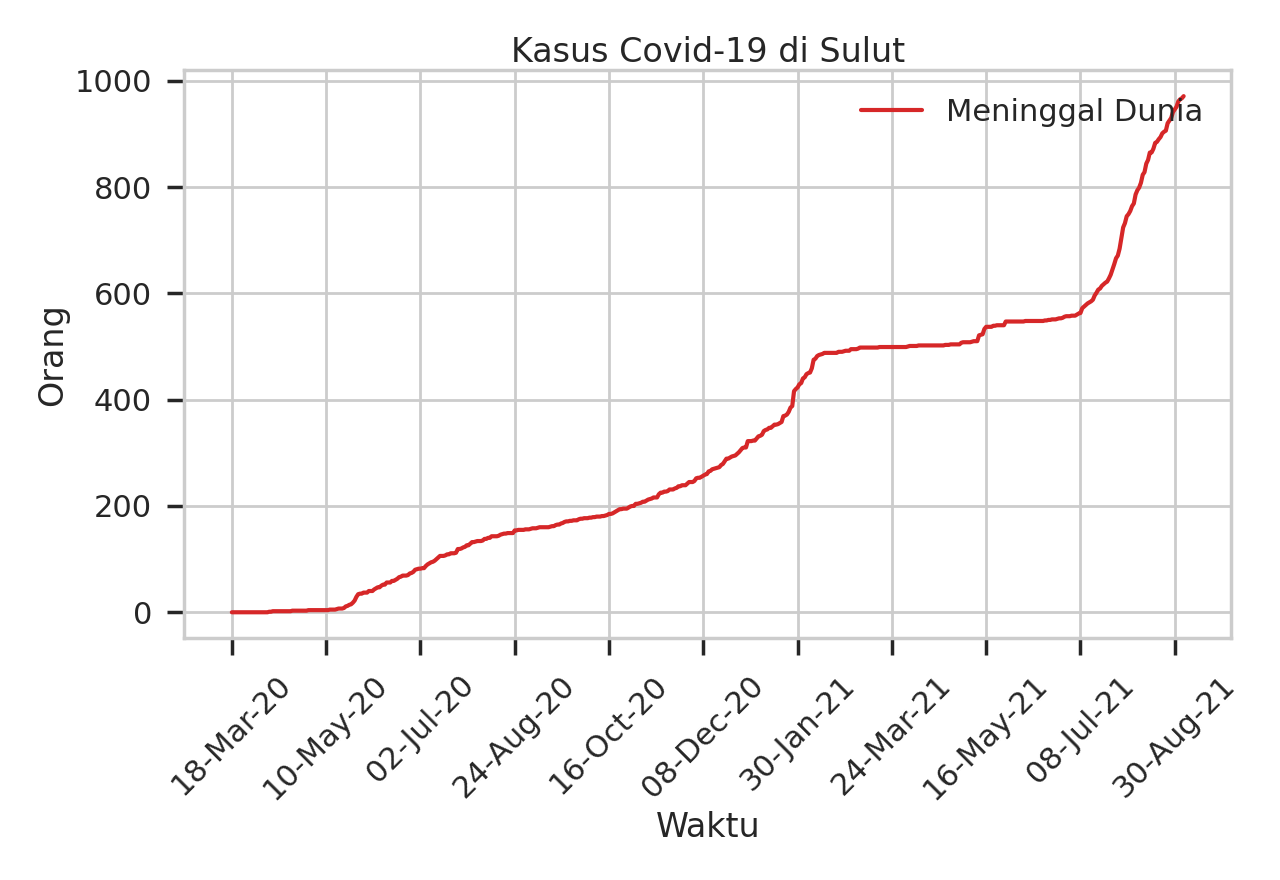 Kasus Covid-19 di Sulut
Meninggal Dunia
Orang
1000
800
600
400
200
0
18-Mar-20
10-May-20
02-Jul-20
24-Aug-20
16-Oct-20
08-Dec-20
30-Jan-21
24-Mar-21
16-May-21
08-Jul-21
30-Aug-21
Waktu